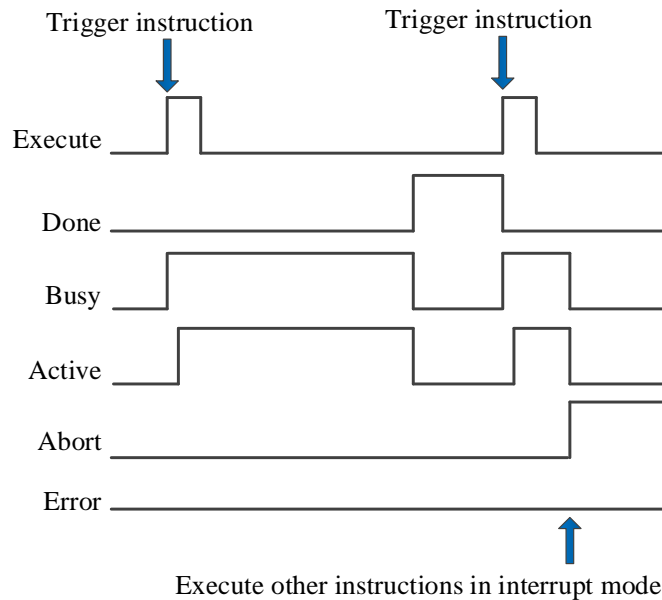 Trigger instruction
Trigger instruction
Execute
Done
Busy
Active
Abort
Error
Execute other instructions in interrupt mode